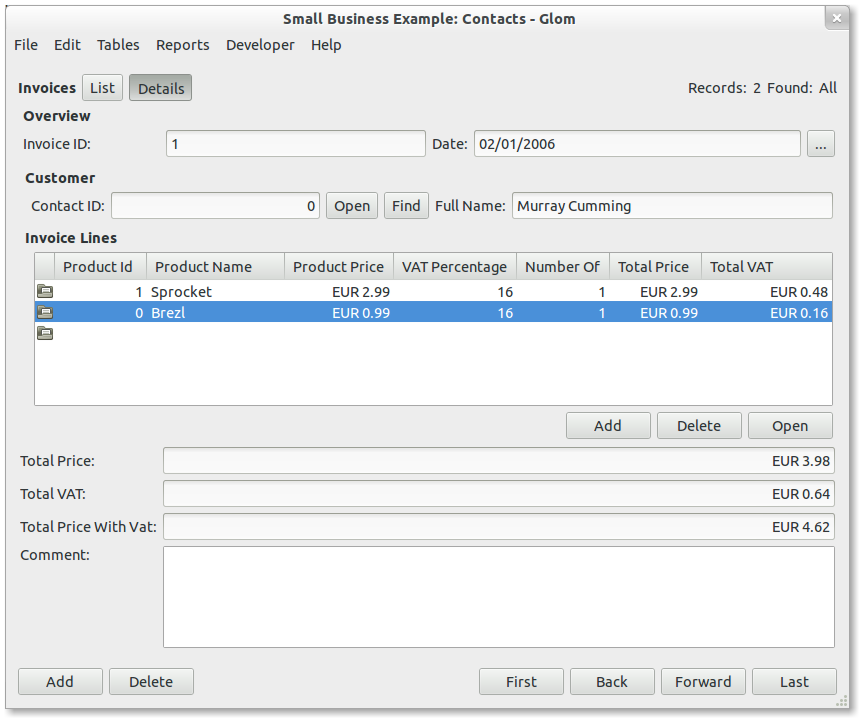 Small Business Example: Contacts - Glom
File Edit Tables Reports Developer Help
Invoices List Details Records: 2 Found: All
Overview
Invoice ID: 1 Date: 02/01/2006 ...
Customer
Contact ID: 0 Open Find Full Name: Murray Cumming
Invoice Lines
Product Id Product Name Product Price VAT Percentage Number Of Total Price Total VAT
1 Sprocket EUR 2.99 16 1 EUR 2.99 EUR 0.48
0 Brezl EUR 0.99 16 1 EUR 0.99 EUR 0.16
Add Delete Open
Total Price: EUR 3.98
Total VAT: EUR 0.64
Total Price With Vat: EUR 4.62
Comment:
Add Delete First Back Forward Last